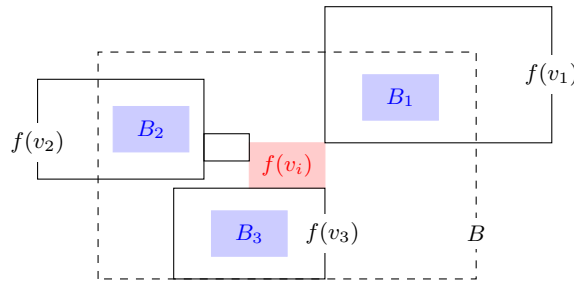 f(v₁)
B₁
B₂
f(v₂)
f(vᵢ)
B₃
f(v₃)
B